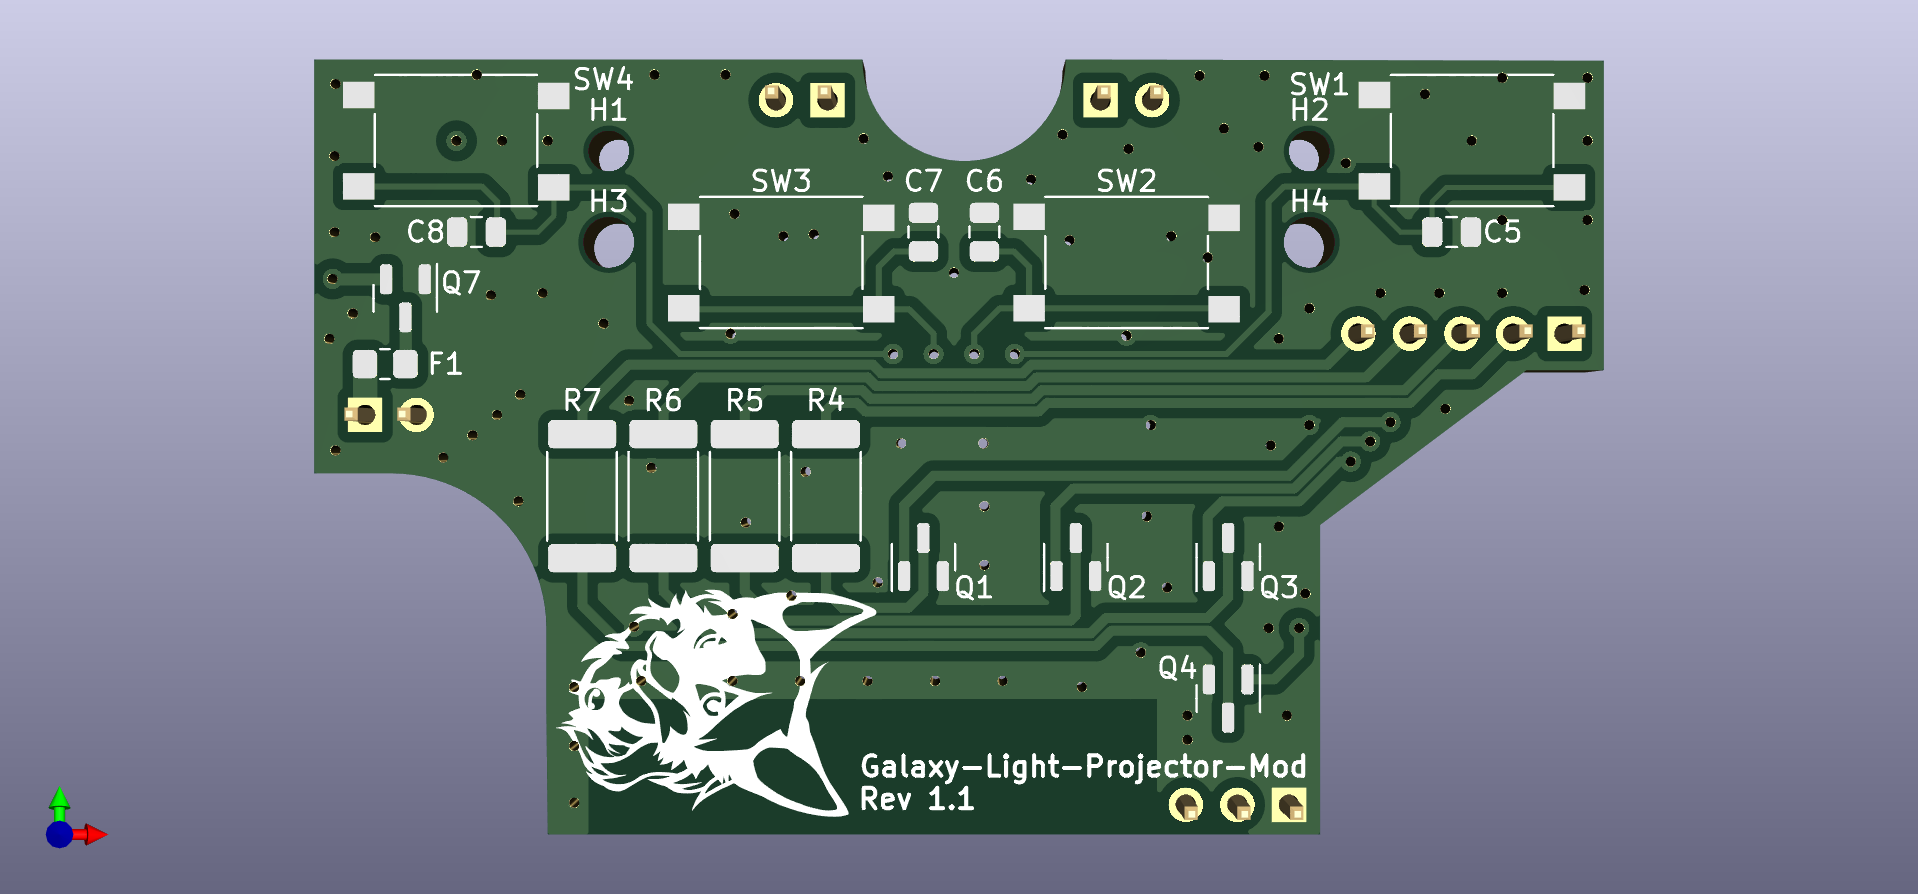 SW4
H1
SW1
H2
SW3
C7
C6
SW2
H3
H4
C8
C5
Q7
F1
R7
R6
R5
R4
Q1
Q2
Q3
Q4
Galaxy-Light-Projector-Mod
Rev 1.1